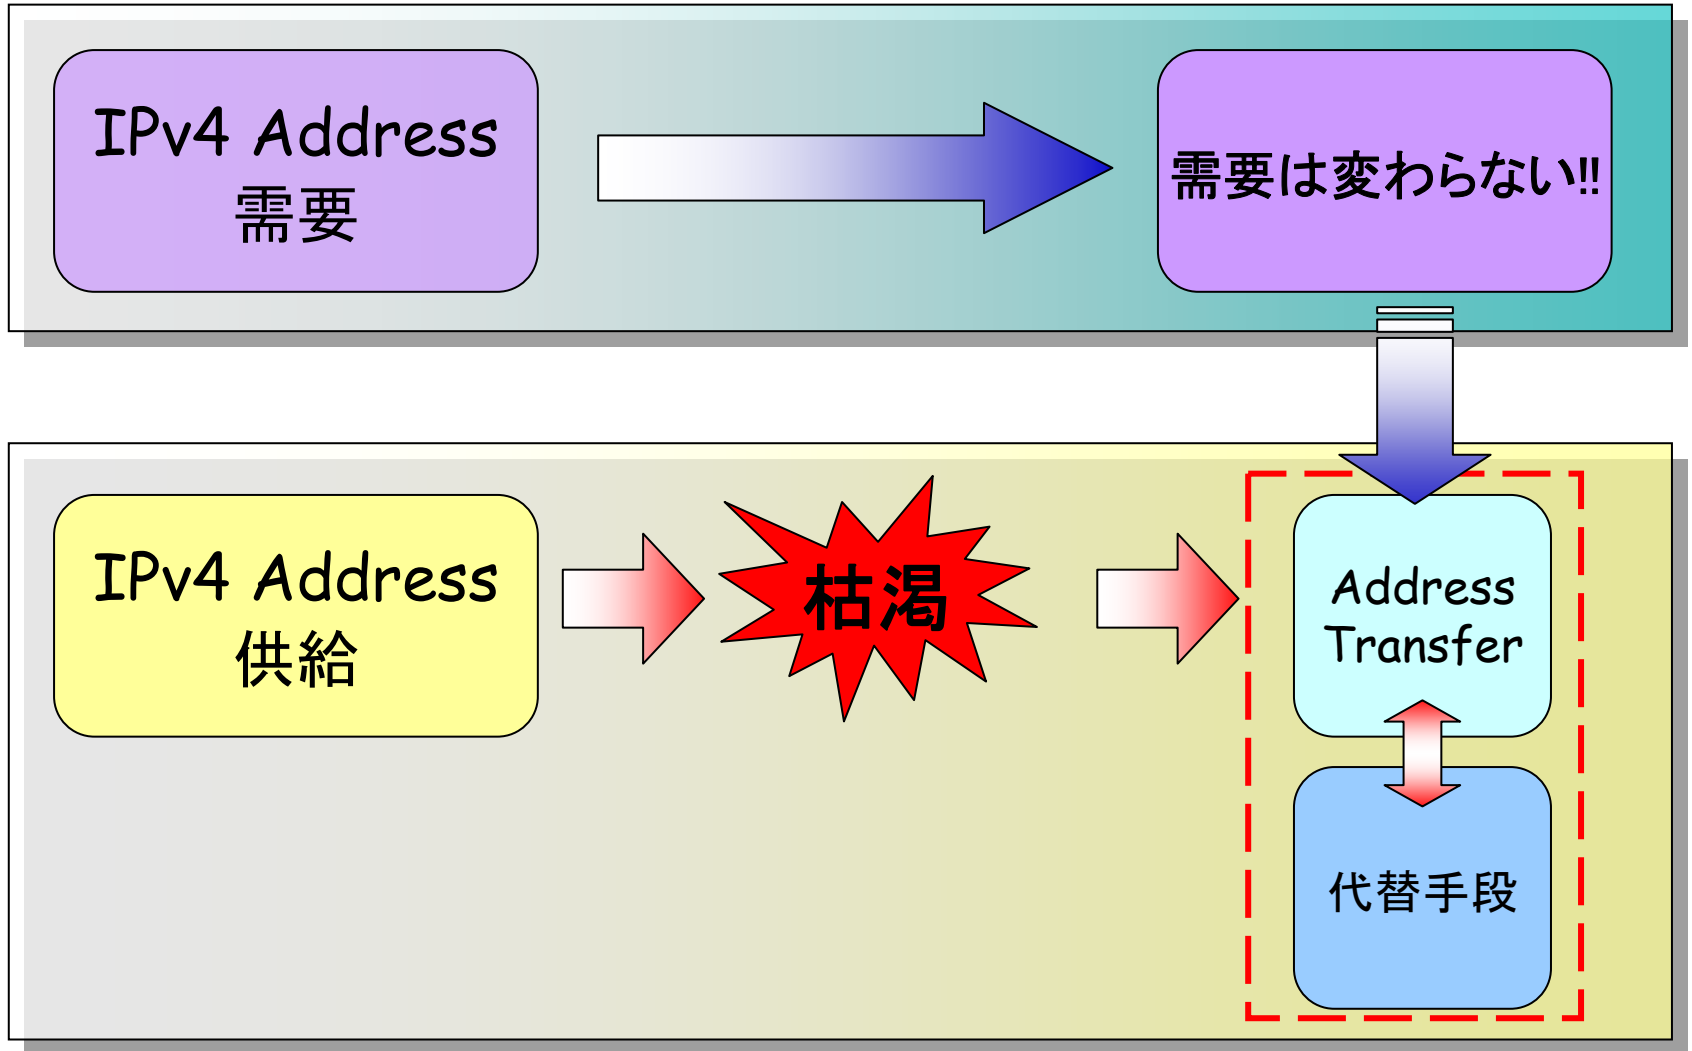 IPv4 Address
需要
需要は変わらない!!
IPv4 Address
供給
枯渇
Address
Transfer
代替手段